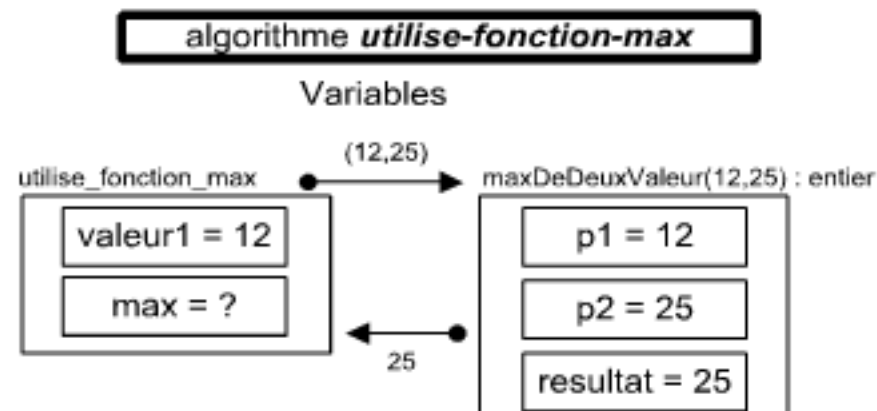 algorithme utilise-fonction-max
Variables
(12,25)
utilise_fonction_max
maxDeDeuxValeur(12,25) : entier
valeur1 = 12
p1 = 12
max = ?
p2 = 25
25
resultat = 25